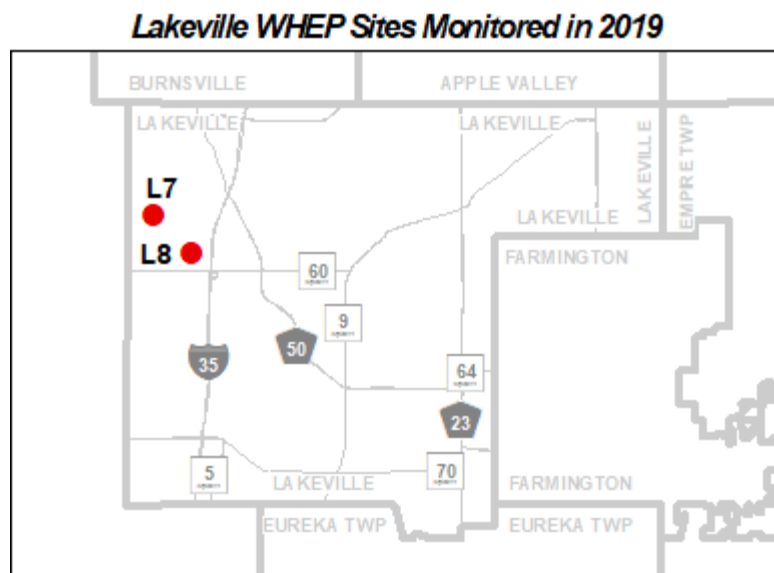 Lakeville WHEP Sites Monitored in 2019
BURNSVILLE
APPLE VALLEY
LAKEVILLE
LAKEVILLE
LAKEVILLE
EMPRE TWP
L7
LAKEVILLE
L8
FARMINGTON
60
9
50
35
64
23
5
70
LAKEVILLE
FARMINGTON
EUREKA TWP
EUREKA TWP